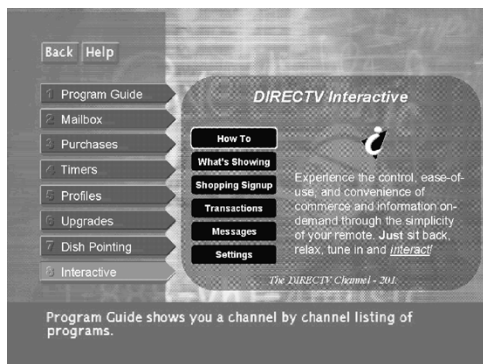 Back Help
1 Program Guide
2 Mailbox
3 Purchases
4 Timers
5 Profiles
6 Upgrades
7 Dish Pointing
8 Interactive
DIRECTV Interactive
How To
What's Showing
Shopping Signup
Transactions
Messages
Settings
i
Experience the control, ease-of-
use, and convenience of
commerce and information on-
demand through the simplicity
of your remote. Just sit back,
relax, tune in and interact!
The DIRECTV Channel - 201.
Program Guide shows you a channel by channel listing of
programs.